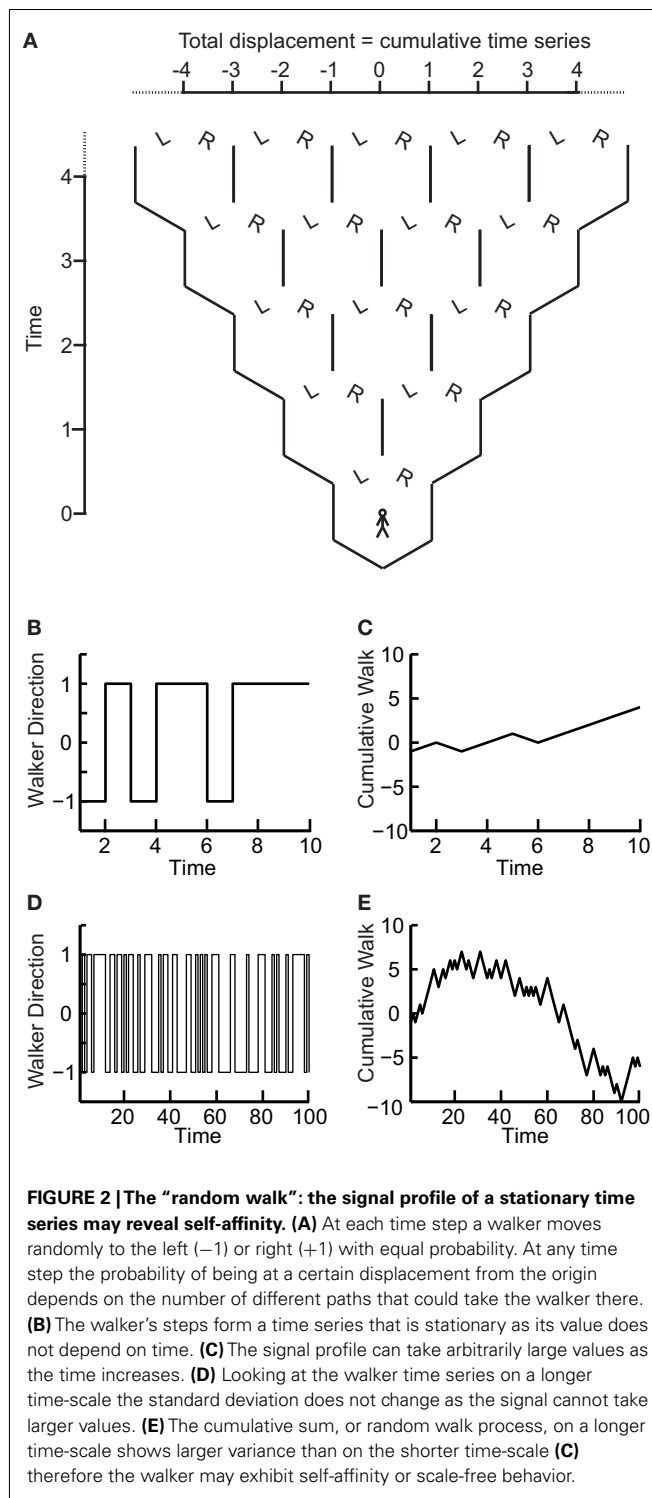 A
Total displacement = cumulative time series
-4 -3 -2 -1 0 1 2 3 4
L R L R L R L R L R
4
L R L R L R L R
3
L R L R L R
2
L R L R
1
L R
0
Time
B
Walker Direction
1
0
−1
2 4 6 8 10
Time
C
Cumulative Walk
10
5
0
−5
−10
2 4 6 8 10
Time
D
Walker Direction
1
0
−1
20 40 60 80 100
Time
E
Cumulative Walk
10
5
0
−5
−10
20 40 60 80 100
Time
FIGURE 2 | The “random walk”: the signal profile of a stationary time
series may reveal self-affinity. (A) At each time step a walker moves
randomly to the left (−1) or right (+1) with equal probability. At any time
step the probability of being at a certain displacement from the origin
depends on the number of different paths that could take the walker there.
(B) The walker’s steps form a time series that is stationary as its value does
not depend on time. (C) The signal profile can take arbitrarily large values as
the time increases. (D) Looking at the walker time series on a longer
time-scale the standard deviation does not change as the signal cannot take
larger values. (E) The cumulative sum, or random walk process, on a longer
time-scale shows larger variance than on the shorter time-scale (C)
therefore the walker may exhibit self-affinity or scale-free behavior.